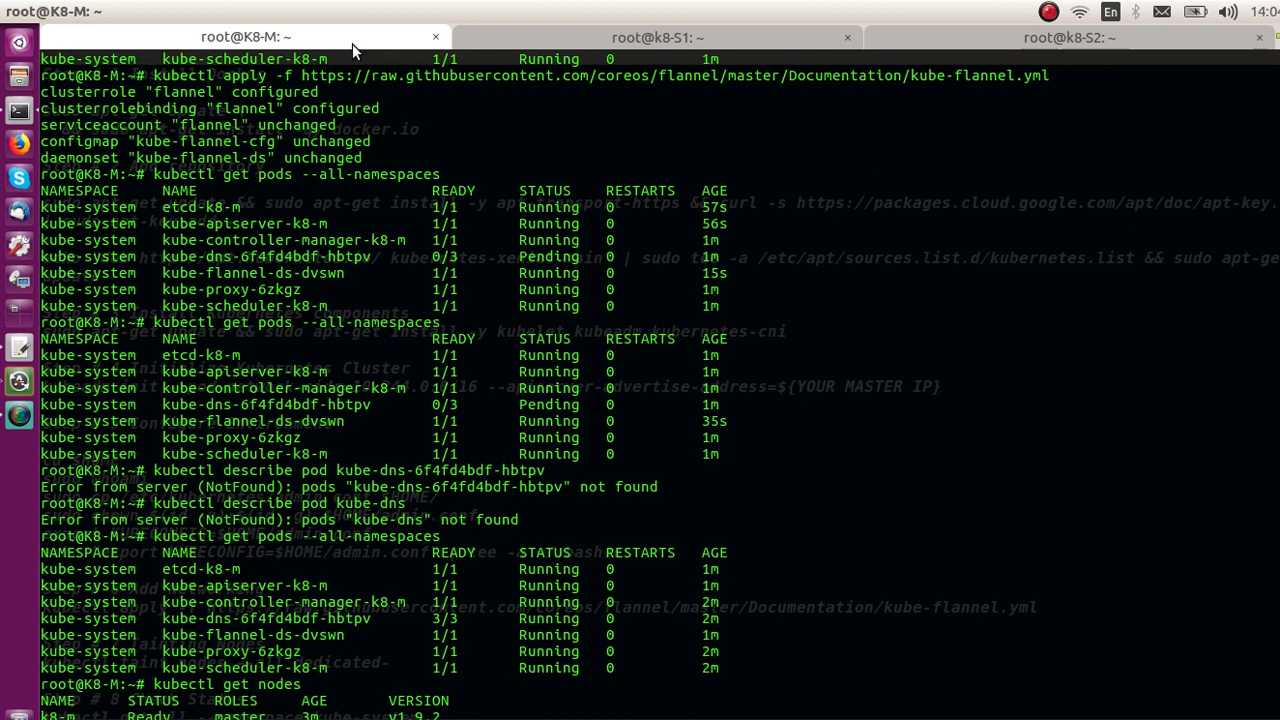 root@K8-M: ~
En
14:04
root@K8-M: ~ ×
root@k8-S1: ~ ×
root@k8-S2: ~ ×
kube-system kube-scheduler-k8-m 1/1 Running 0 1m
root@K8-M:~# kubectl apply -f https://raw.githubusercontent.com/coreos/flannel/master/Documentation/kube-flannel.yml
clusterrole "flannel" configured
clusterrolebinding "flannel" configured
serviceaccount "flannel" unchanged
configmap "kube-flannel-cfg" unchanged
daemonset "kube-flannel-ds" unchanged
root@K8-M:~# kubectl get pods --all-namespaces
NAMESPACE NAME READY STATUS RESTARTS AGE
kube-system etcd-k8-m 1/1 Running 0 57s
kube-system kube-apiserver-k8-m 1/1 Running 0 56s
kube-system kube-controller-manager-k8-m 1/1 Running 0 1m
kube-system kube-dns-6f4fd4bdf-hbtpv 0/3 Pending 0 1m
kube-system kube-flannel-ds-dvswn 1/1 Running 0 15s
kube-system kube-proxy-6zkgz 1/1 Running 0 1m
kube-system kube-scheduler-k8-m 1/1 Running 0 1m
root@K8-M:~# kubectl get pods --all-namespaces
NAMESPACE NAME READY STATUS RESTARTS AGE
kube-system etcd-k8-m 1/1 Running 0 1m
kube-system kube-apiserver-k8-m 1/1 Running 0 1m
kube-system kube-controller-manager-k8-m 1/1 Running 0 1m
kube-system kube-dns-6f4fd4bdf-hbtpv 0/3 Pending 0 1m
kube-system kube-flannel-ds-dvswn 1/1 Running 0 35s
kube-system kube-proxy-6zkgz 1/1 Running 0 1m
kube-system kube-scheduler-k8-m 1/1 Running 0 1m
root@K8-M:~# kubectl describe pod kube-dns-6f4fd4bdf-hbtpv
Error from server (NotFound): pods "kube-dns-6f4fd4bdf-hbtpv" not found
root@K8-M:~# kubectl describe pod kube-dns
Error from server (NotFound): pods "kube-dns" not found
root@K8-M:~# kubectl get pods --all-namespaces
NAMESPACE NAME READY STATUS RESTARTS AGE
kube-system etcd-k8-m 1/1 Running 0 1m
kube-system kube-apiserver-k8-m 1/1 Running 0 1m
kube-system kube-controller-manager-k8-m 1/1 Running 0 2m
kube-system kube-dns-6f4fd4bdf-hbtpv 3/3 Running 0 2m
kube-system kube-flannel-ds-dvswn 1/1 Running 0 1m
kube-system kube-proxy-6zkgz 1/1 Running 0 2m
kube-system kube-scheduler-k8-m 1/1 Running 0 2m
root@K8-M:~# kubectl get nodes
NAME STATUS ROLES AGE VERSION
k8-m Ready master 3m v1.9.2